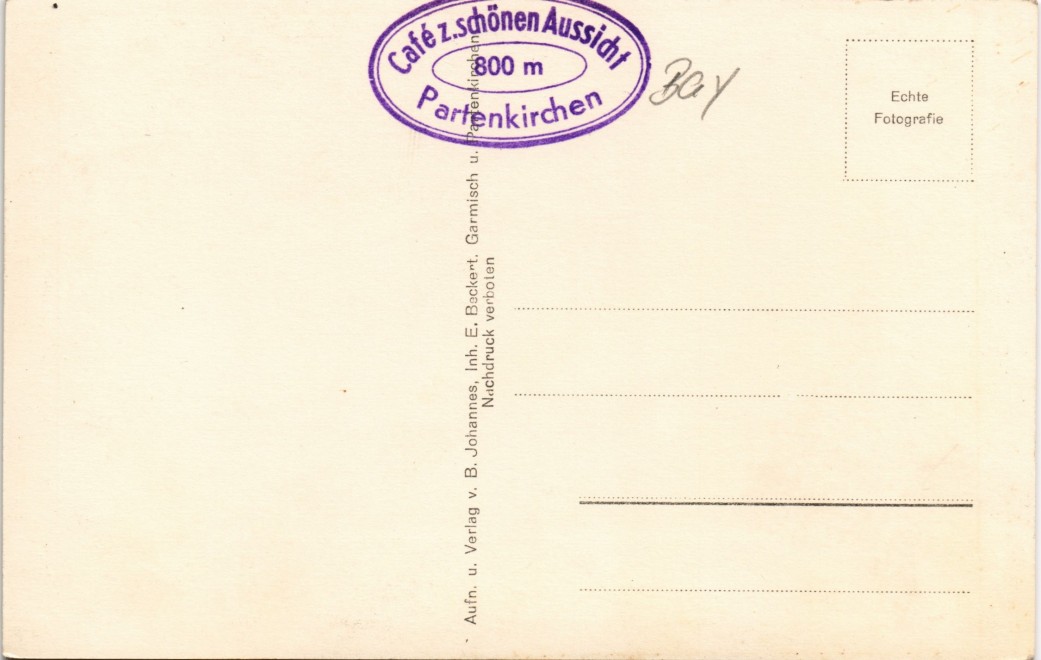 Café z. schönen Aussicht
800 m
Partenkirchen
Bay
Echte
Fotografie
Aufn. u. Verlag v. B. Johannes, Inh. E. Beckert, Garmisch u. Partenkirchen
Nachdruck verboten